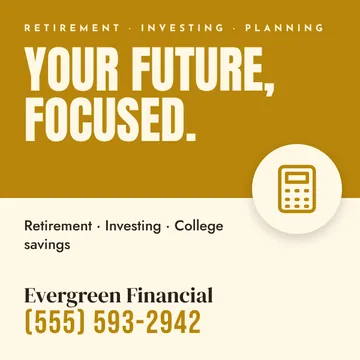 RETIREMENT · INVESTING · PLANNING
YOUR FUTURE,
FOCUSED.
Retirement · Investing · College
savings
Evergreen Financial
(555) 593-2942